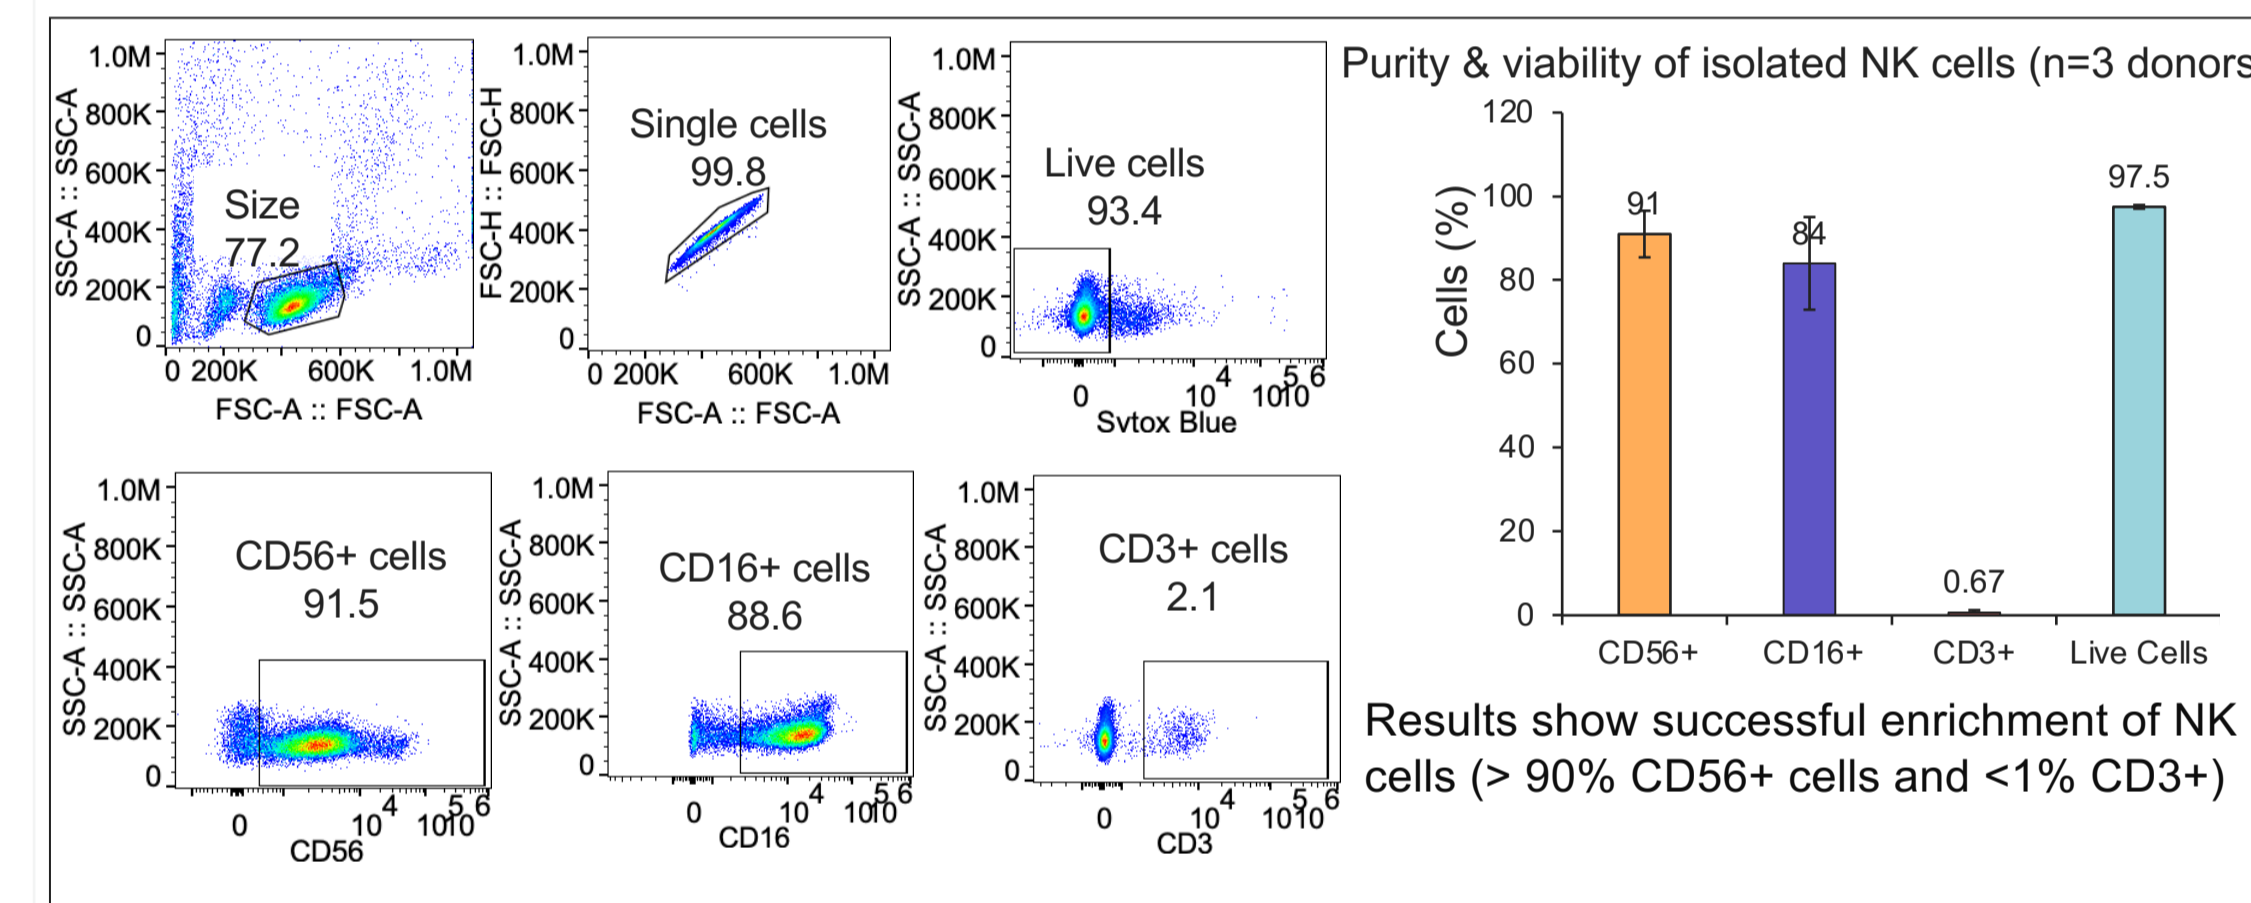 1.0M
800K
600K
400K
200K
0
SSC-A :: SSC-A
Size
77.2
0 200K 600K 1.0M
FSC-A :: FSC-A
1.0M
800K
600K
400K
200K
0
FSC-H :: FSC-H
Single cells
99.8
0 200K 600K 1.0M
FSC-A :: FSC-A
1.0M
800K
600K
400K
200K
0
SSC-A :: SSC-A
Live cells
93.4
0 10^4 10^5 10^6
Svtox Blue
1.0M
800K
600K
400K
200K
0
SSC-A :: SSC-A
CD56+ cells
91.5
0 10^4 10^5 10^6
CD56
1.0M
800K
600K
400K
200K
0
SSC-A :: SSC-A
CD16+ cells
88.6
0 10^4 10^5 10^6
CD16
1.0M
800K
600K
400K
200K
0
SSC-A :: SSC-A
CD3+ cells
2.1
0 10^4 10^5 10^6
CD3
Purity & viability of isolated NK cells (n=3 donors
120
100
80
60
40
20
0
Cells (%)
91
84
0.67
97.5
CD56+ CD16+ CD3+ Live Cells
Results show successful enrichment of NK
cells (> 90% CD56+ cells and <1% CD3+)